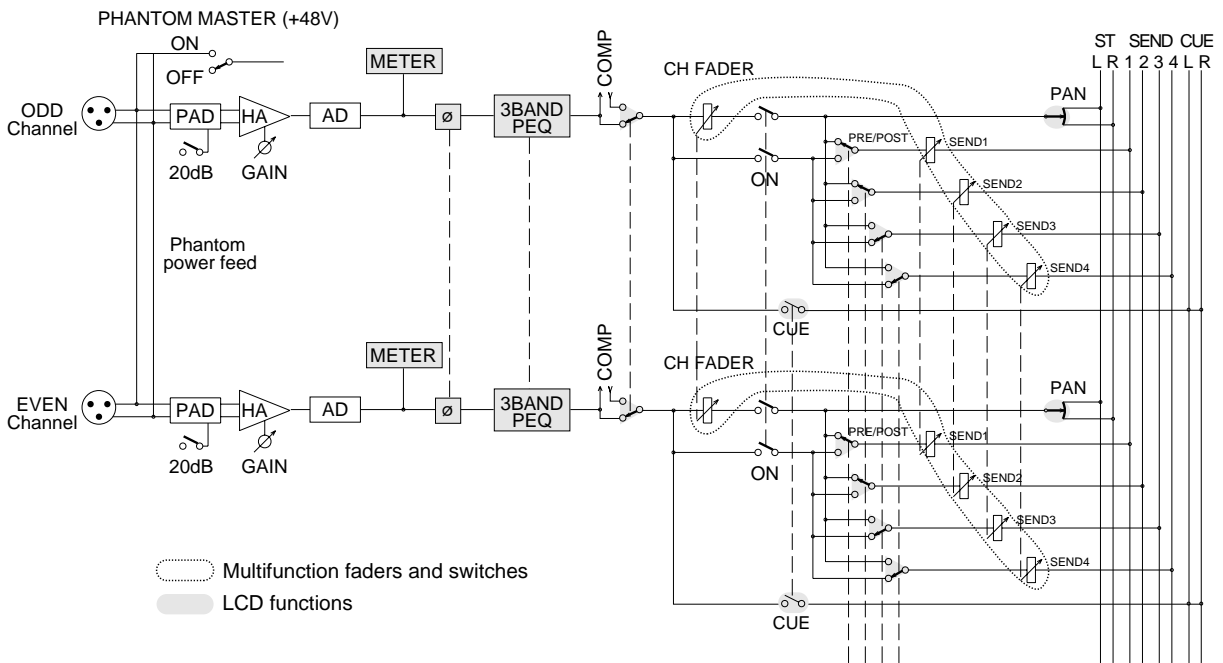 PHANTOM MASTER (+48V)
ON
OFF
ST SEND CUE
L R 1 2 3 4 L R
METER
COMP
CH FADER
PAN
ODD
Channel
PAD
HA
AD
ø
3BAND
PEQ
20dB
GAIN
PRE/POST
ON
SEND1
SEND2
SEND3
SEND4
Phantom
power feed
CUE
METER
COMP
CH FADER
PAN
EVEN
Channel
PAD
HA
AD
ø
3BAND
PEQ
20dB
GAIN
PRE/POST
ON
SEND1
SEND2
SEND3
SEND4
CUE
Multifunction faders and switches
LCD functions